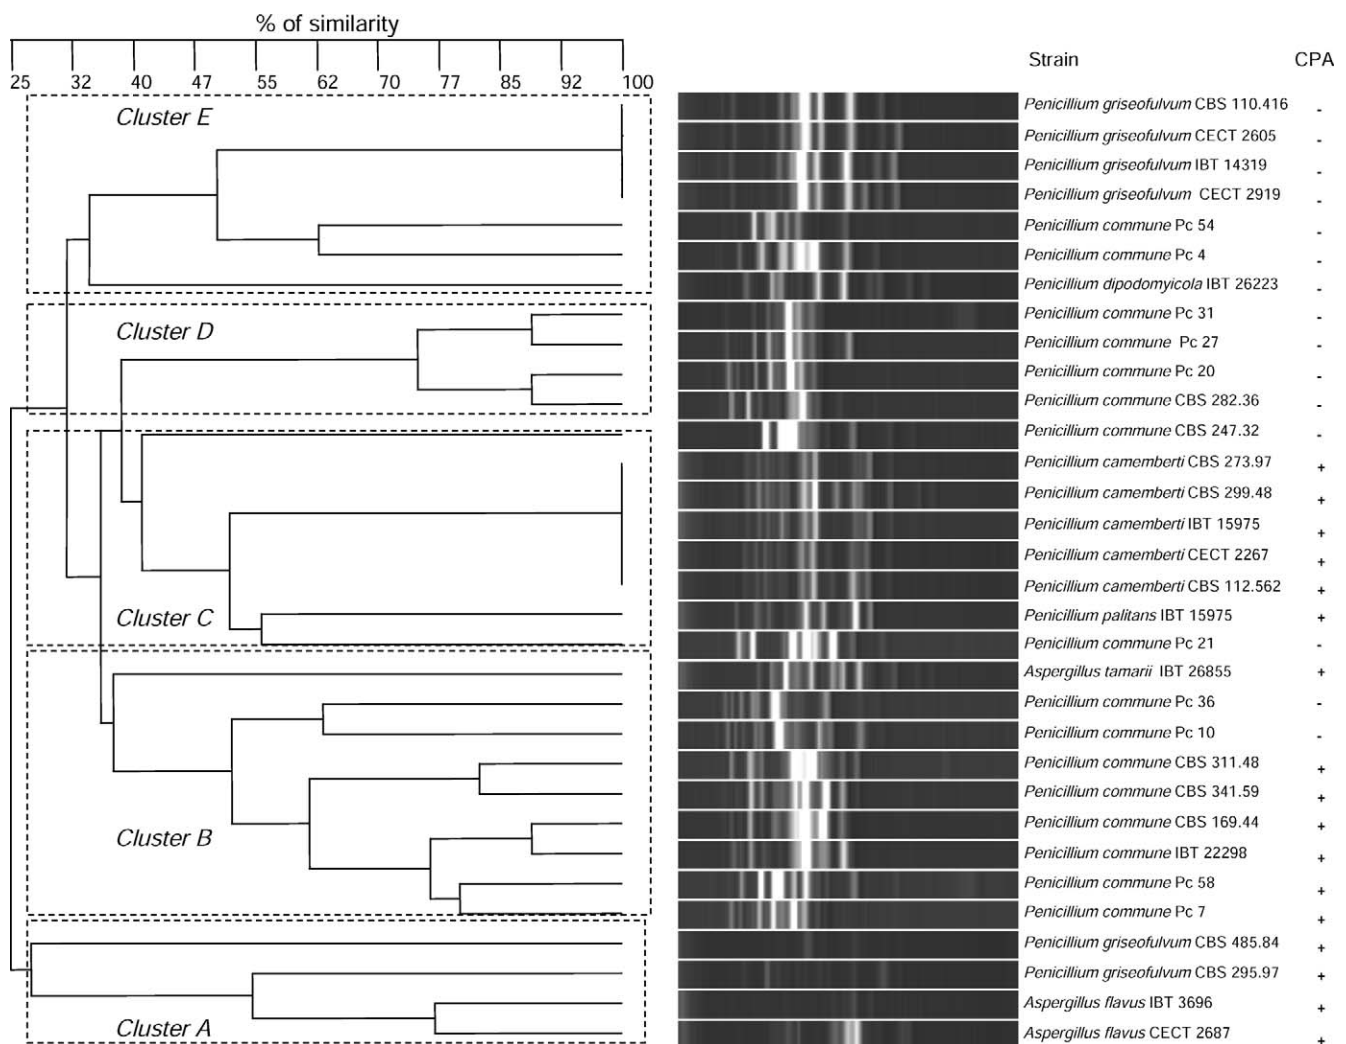 % of similarity
25 32 40 47 55 62 70 77 85 92 100
Strain CPA
Cluster E
Cluster D
Cluster C
Cluster B
Cluster A
Penicillium griseofulvum CBS 110.416 -
Penicillium griseofulvum CECT 2605 -
Penicillium griseofulvum IBT 14319 -
Penicillium griseofulvum CECT 2919 -
Penicillium commune Pc 54 -
Penicillium commune Pc 4 -
Penicillium dipodomyicola IBT 26223 -
Penicillium commune Pc 31 -
Penicillium commune Pc 27 -
Penicillium commune Pc 20 -
Penicillium commune CBS 282.36 -
Penicillium commune CBS 247.32 -
Penicillium camemberti CBS 273.97 +
Penicillium camemberti CBS 299.48 +
Penicillium camemberti IBT 15975 +
Penicillium camemberti CECT 2267 +
Penicillium camemberti CBS 112.562 +
Penicillium palitans IBT 15975 +
Penicillium commune Pc 21 -
Aspergillus tamarii IBT 26855 +
Penicillium commune Pc 36 -
Penicillium commune Pc 10 -
Penicillium commune CBS 311.48 +
Penicillium commune CBS 341.59 +
Penicillium commune CBS 169.44 +
Penicillium commune IBT 22298 +
Penicillium commune Pc 58 +
Penicillium commune Pc 7 +
Penicillium griseofulvum CBS 485.84 +
Penicillium griseofulvum CBS 295.97 +
Aspergillus flavus IBT 3696 +
Aspergillus flavus CECT 2687 +